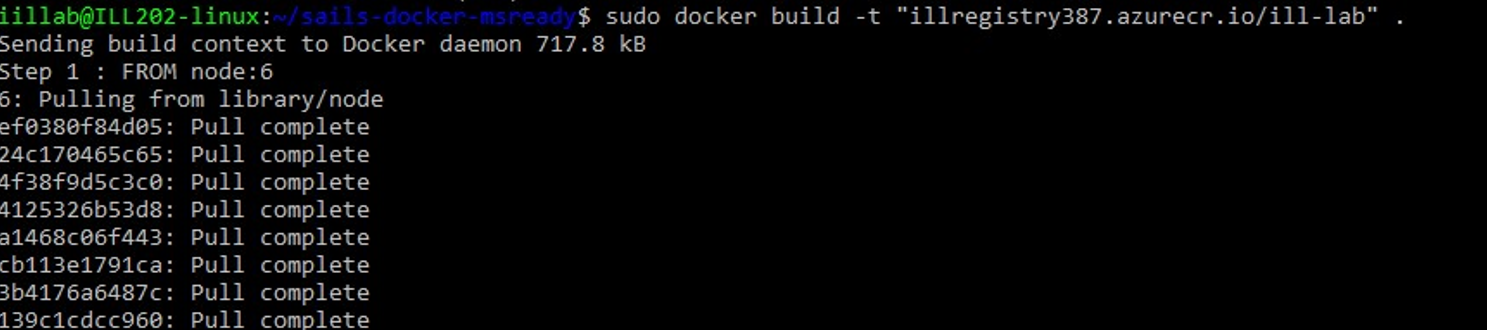 iillab@ILL202-linux:~/sails-docker-msready$ sudo docker build -t "illregistry387.azurecr.io/ill-lab" .
Sending build context to Docker daemon 717.8 kB
Step 1 : FROM node:6
6: Pulling from library/node
ef0380f84d05: Pull complete
24c170465c65: Pull complete
4f38f9d5c3c0: Pull complete
4125326b53d8: Pull complete
a1468c06f443: Pull complete
cb113e1791ca: Pull complete
3b4176a6487c: Pull complete
139c1cdcc960: Pull complete